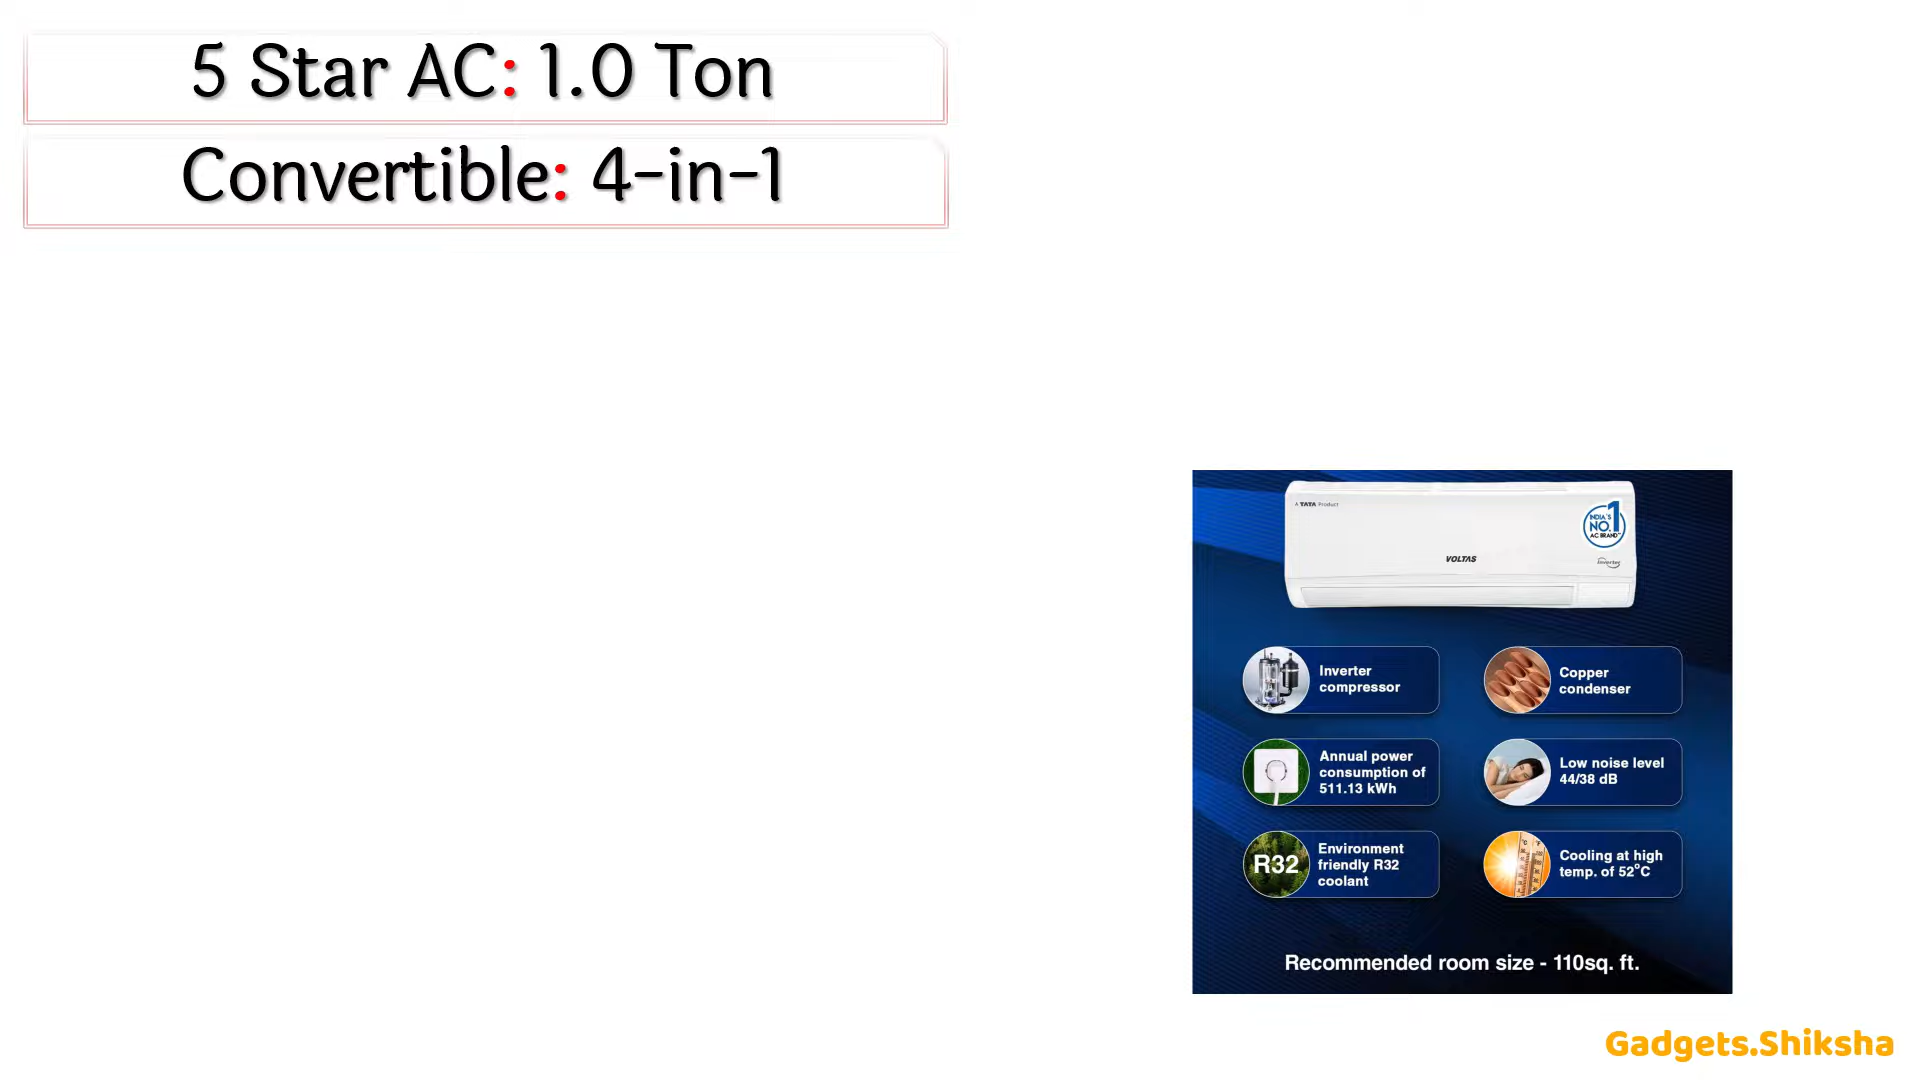 5 Star AC: 1.0 Ton
Convertible: 4-in-1
A TATA Product
INDIA'S
NO.1
AC BRAND
VOLTAS
Inverter
Inverter
compressor
Copper
condenser
Annual power
consumption of
511.13 kWh
Low noise level
44/38 dB
R32
Environment
friendly R32
coolant
Cooling at high
temp. of 52°C
Recommended room size - 110sq. ft.
Gadgets.Shiksha